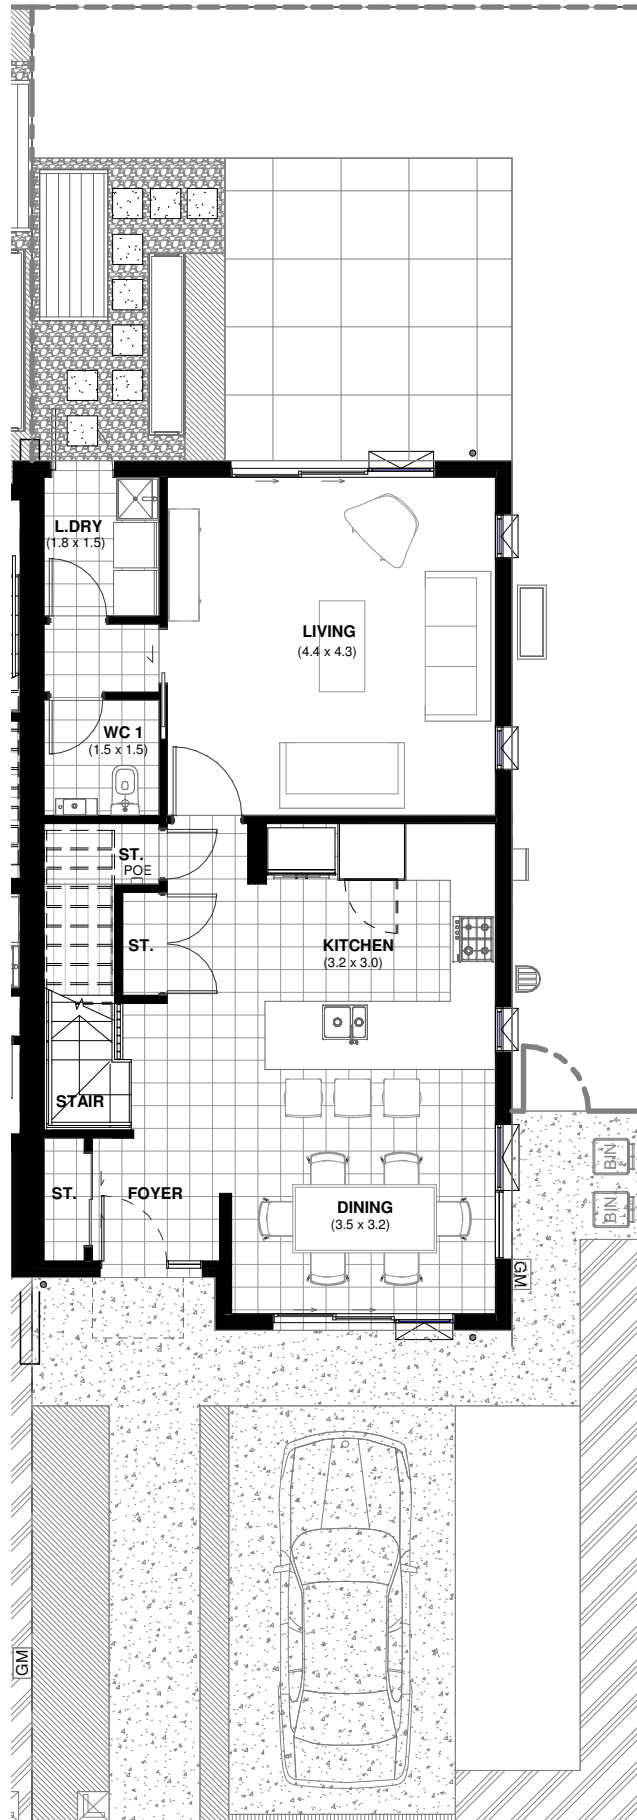 L.DRY
(1.8 x 1.5)
LIVING
(4.4 x 4.3)
WC 1
(1.5 x 1.5)
ST.
POE
ST.
KITCHEN
(3.2 x 3.0)
STAIR
BIN
ST.
FOYER
DINING
(3.5 x 3.2)
BIN
GM
GM